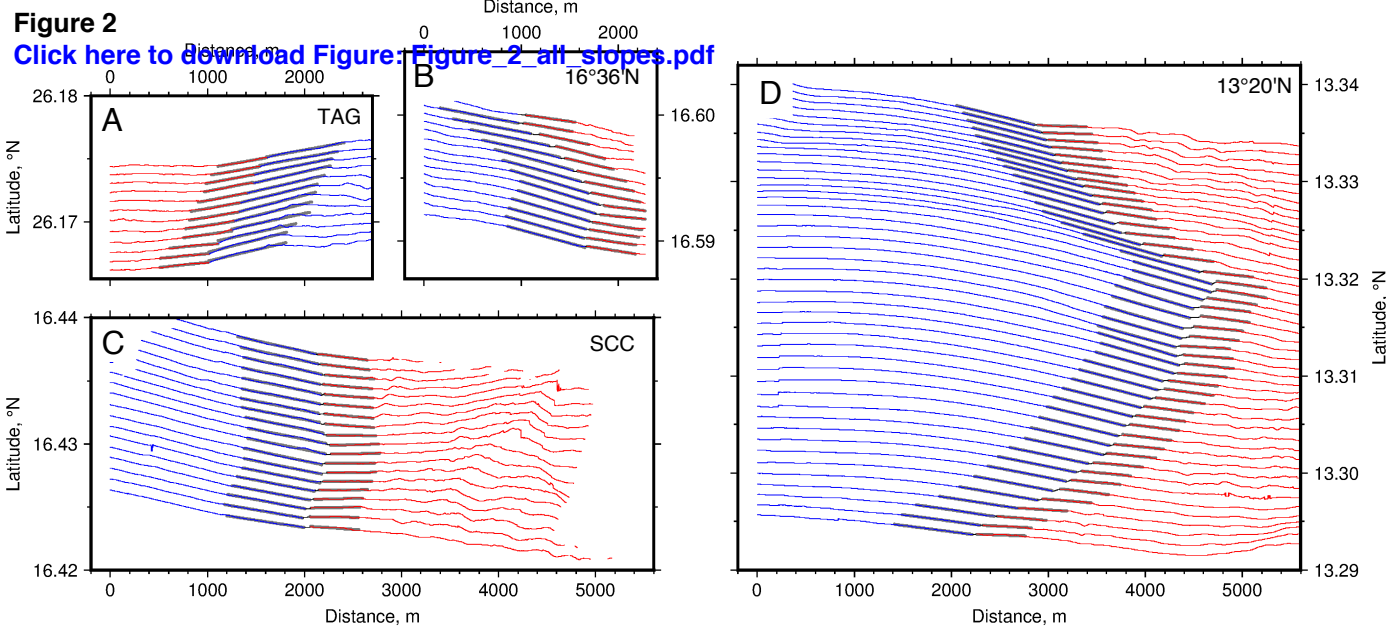 Figure 2
Click here to download Figure: Figure_2_all_slopes.pdf
Distance, m
0 1000 2000
Distance, m
0 1000 2000
A
TAG
26.18
26.17
Latitude, °N
B
16°36'N
16.60
16.59
C
SCC
16.44
16.43
16.42
Latitude, °N
0 1000 2000 3000 4000 5000
Distance, m
D
13°20'N
13.34
13.33
13.32
13.31
13.30
13.29
Latitude, °N
0 1000 2000 3000 4000 5000
Distance, m